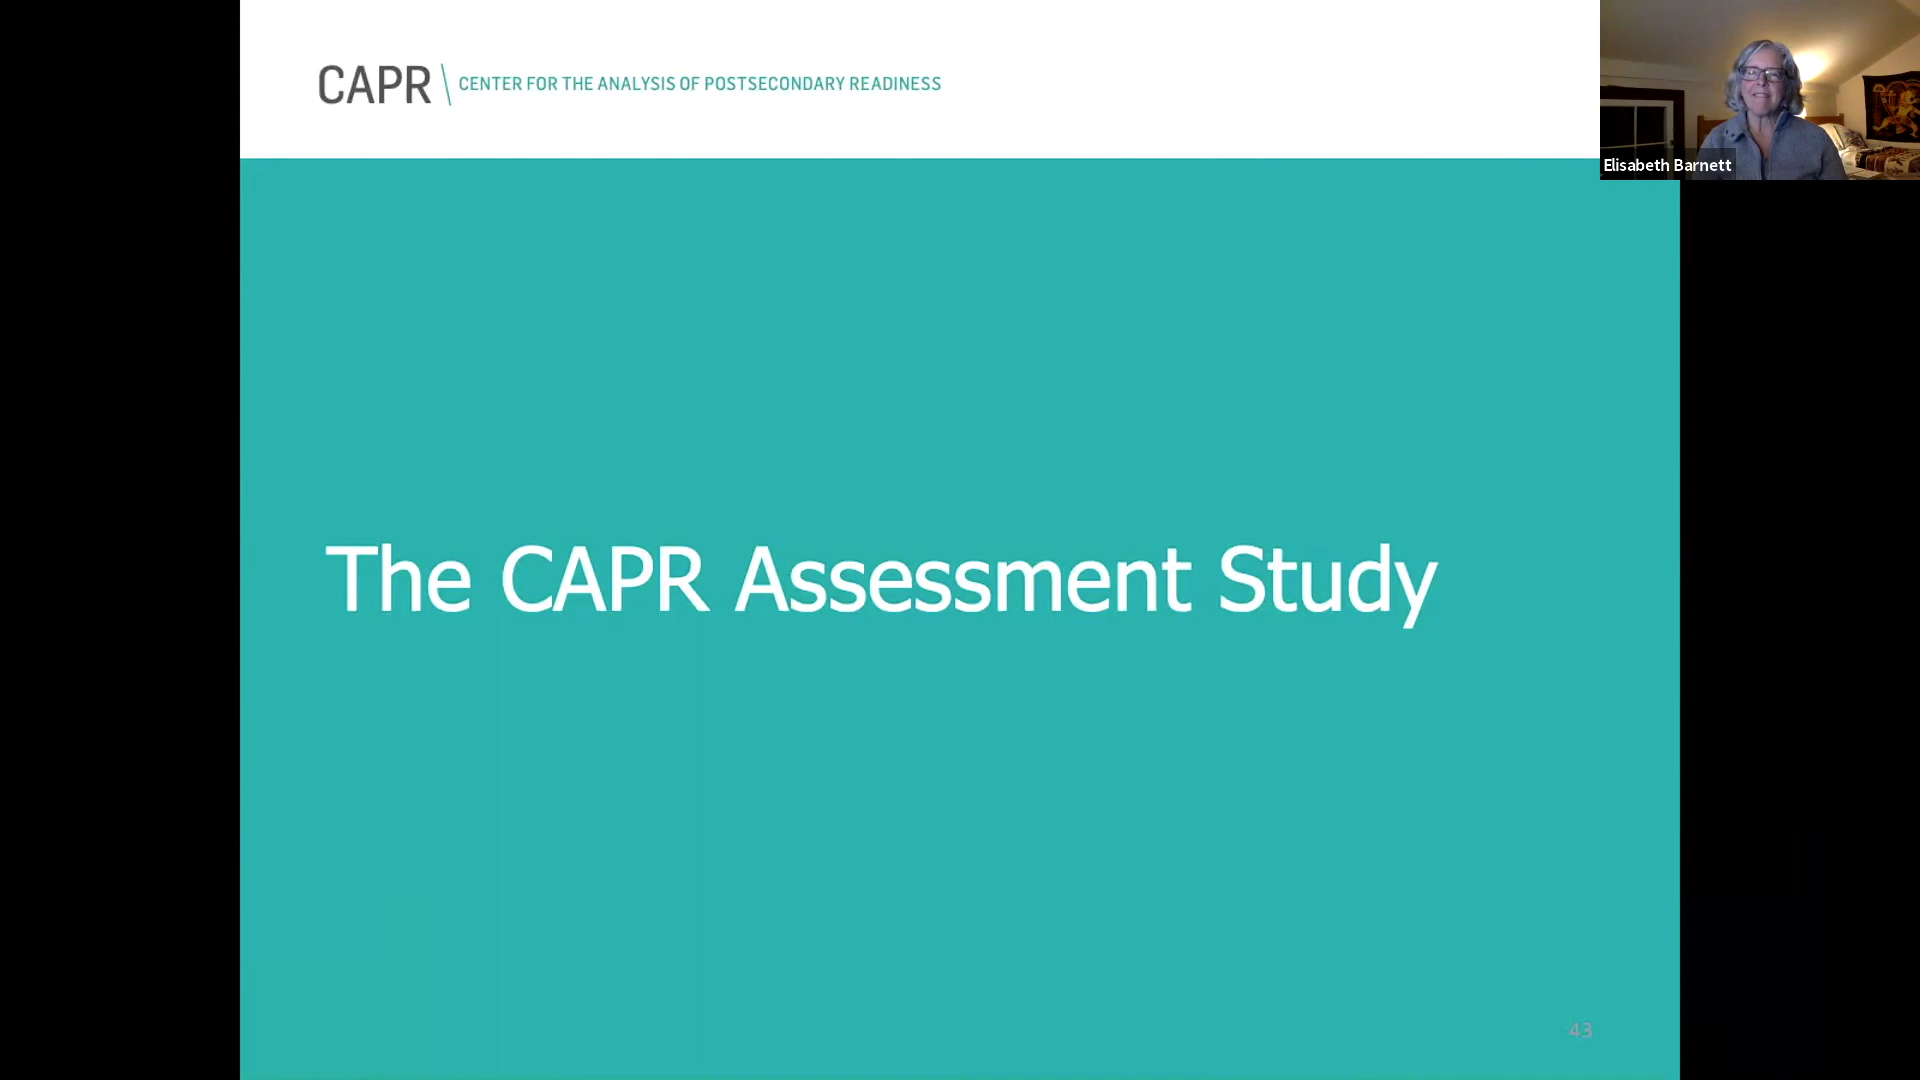 CAPR
CENTER FOR THE ANALYSIS OF POSTSECONDARY READINESS
Elisabeth Barnett
The CAPR Assessment Study
43